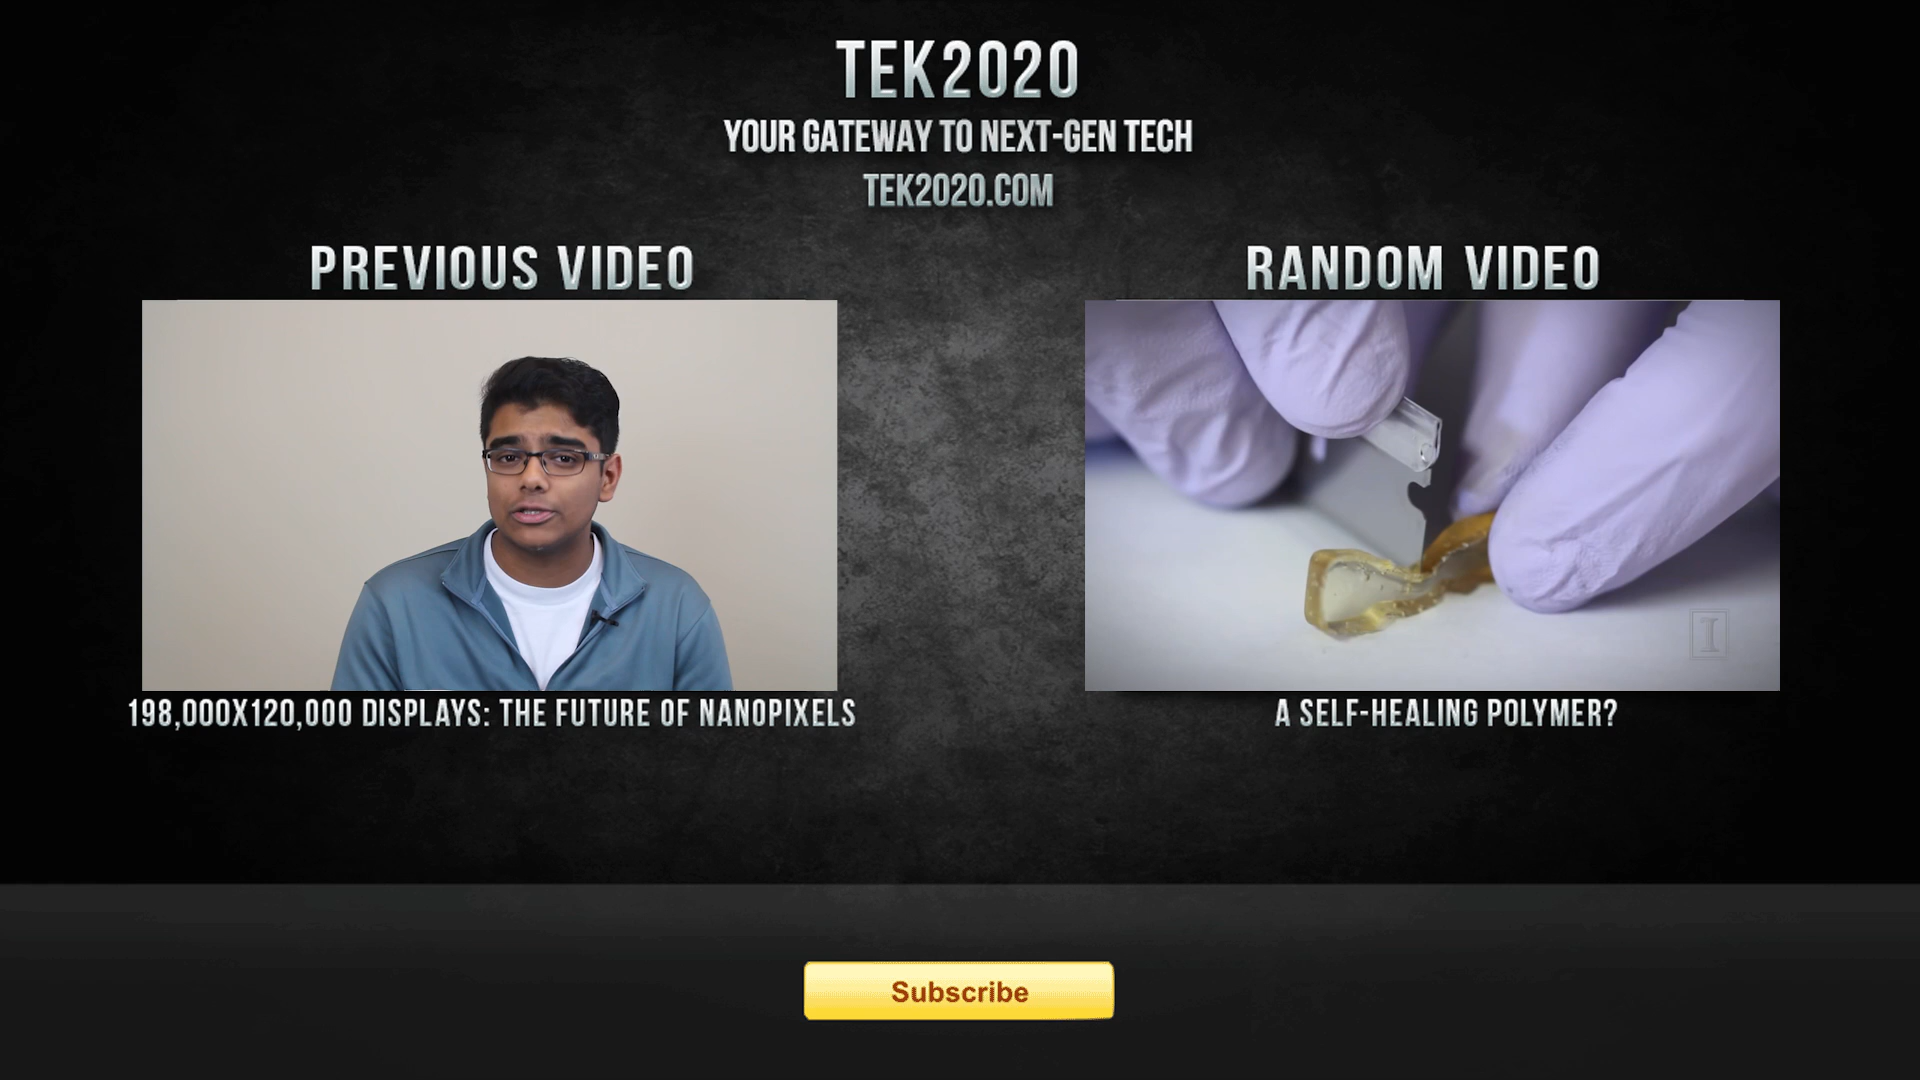 TEK2020
YOUR GATEWAY TO NEXT-GEN TECH
TEK2020.COM
PREVIOUS VIDEO
RANDOM VIDEO
I
198,000X120,000 DISPLAYS: THE FUTURE OF NANOPIXELS
A SELF-HEALING POLYMER?
Subscribe